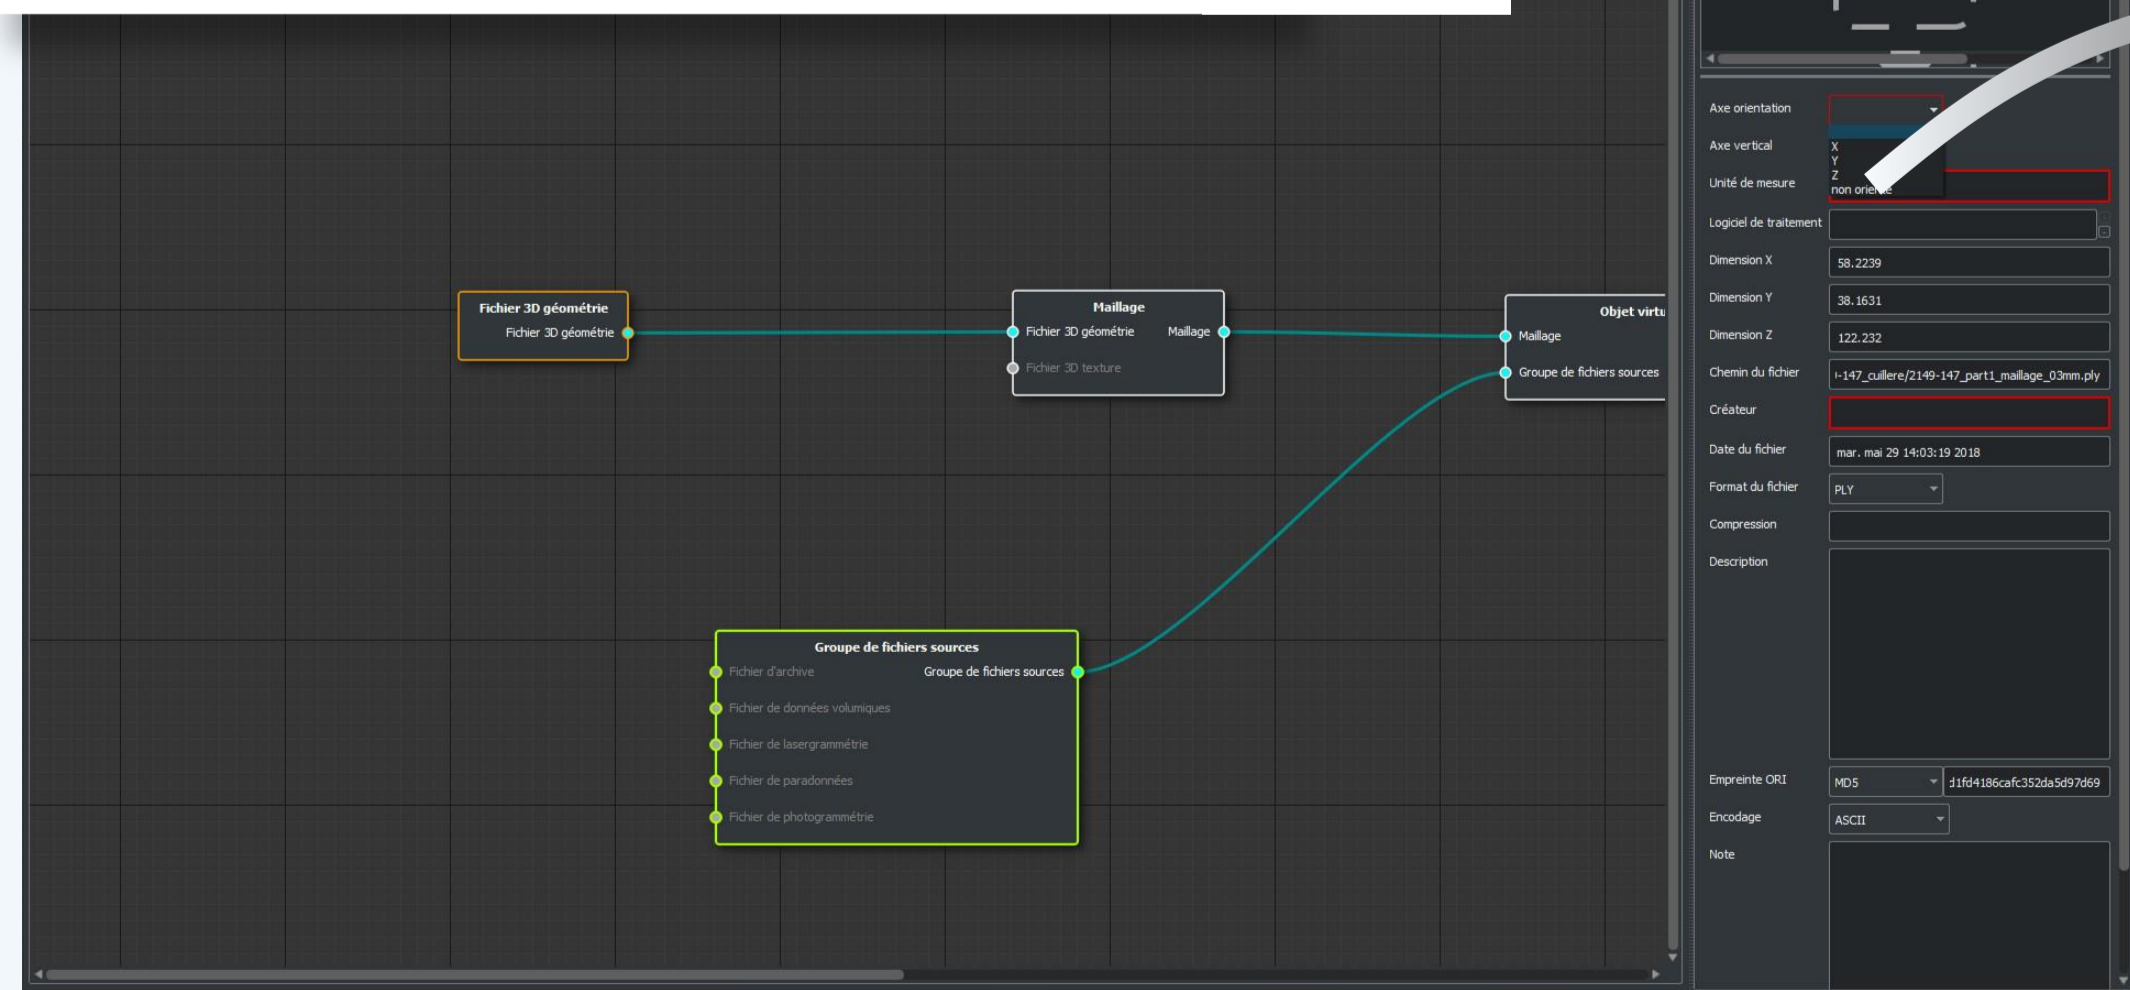 Fichier 3D géométrie
Fichier 3D géométrie
Maillage
Fichier 3D géométrie Maillage
Fichier 3D texture
Objet virtu
Maillage
Groupe de fichiers sources
Groupe de fichiers sources
Fichier d'archive Groupe de fichiers sources
Fichier de données volumiques
Fichier de lasergrammétrie
Fichier de paradonnées
Fichier de photogrammétrie
Axe orientation
Axe vertical
X
Y
Z
non oriente
Unité de mesure
Logiciel de traitement
Dimension X 58.2239
Dimension Y 38.1631
Dimension Z 122.232
Chemin du fichier -147_cuillere/2149-147_part1_maillage_03mm.ply
Créateur
Date du fichier mar. mai 29 14:03:19 2018
Format du fichier PLY
Compression
Description
Empreinte ORI MD5 d1fd4186cafc352da5d97d69
Encodage ASCII
Note